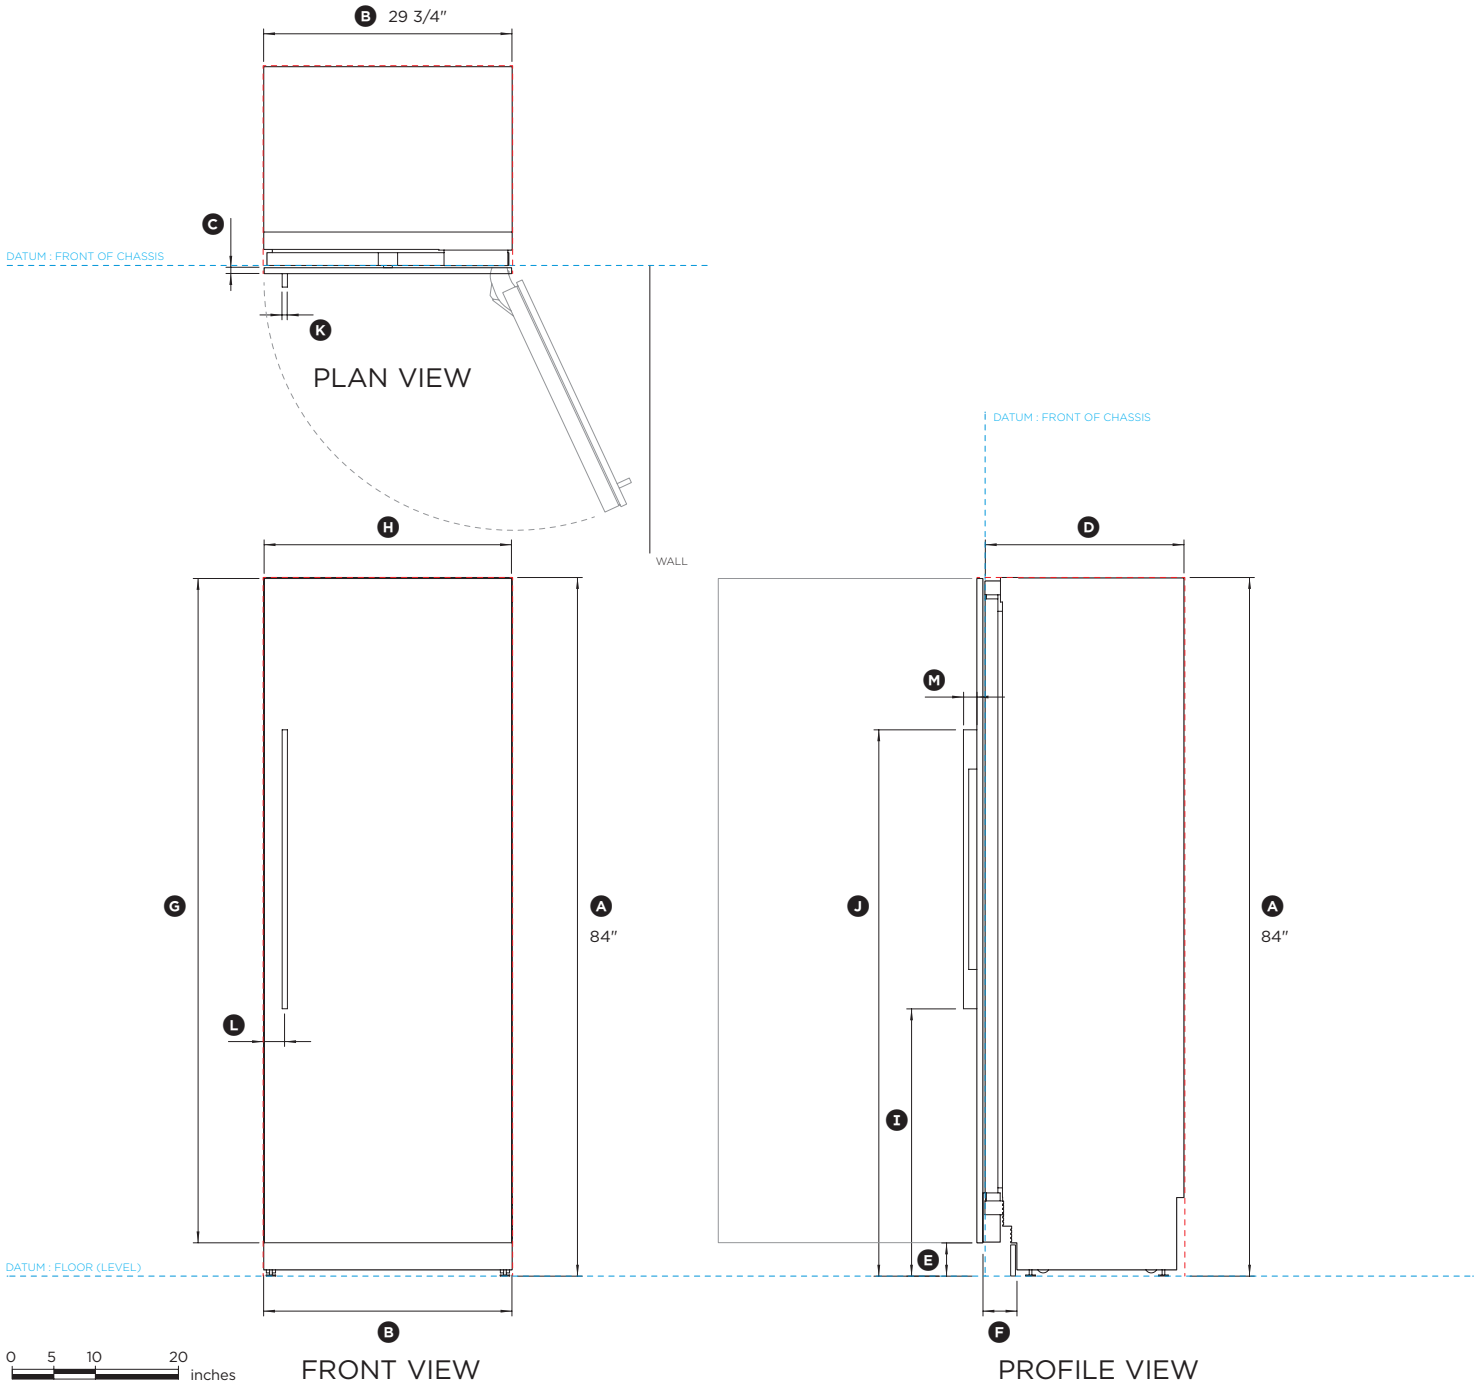 B 29 3/4"
C
DATUM : FRONT OF CHASSIS
K
PLAN VIEW
DATUM : FRONT OF CHASSIS
H
D
WALL
M
G
A
84"
J
A
84"
L
I
E
DATUM : FLOOR (LEVEL)
B
F
0 5 10 20
inches
FRONT VIEW
PROFILE VIEW